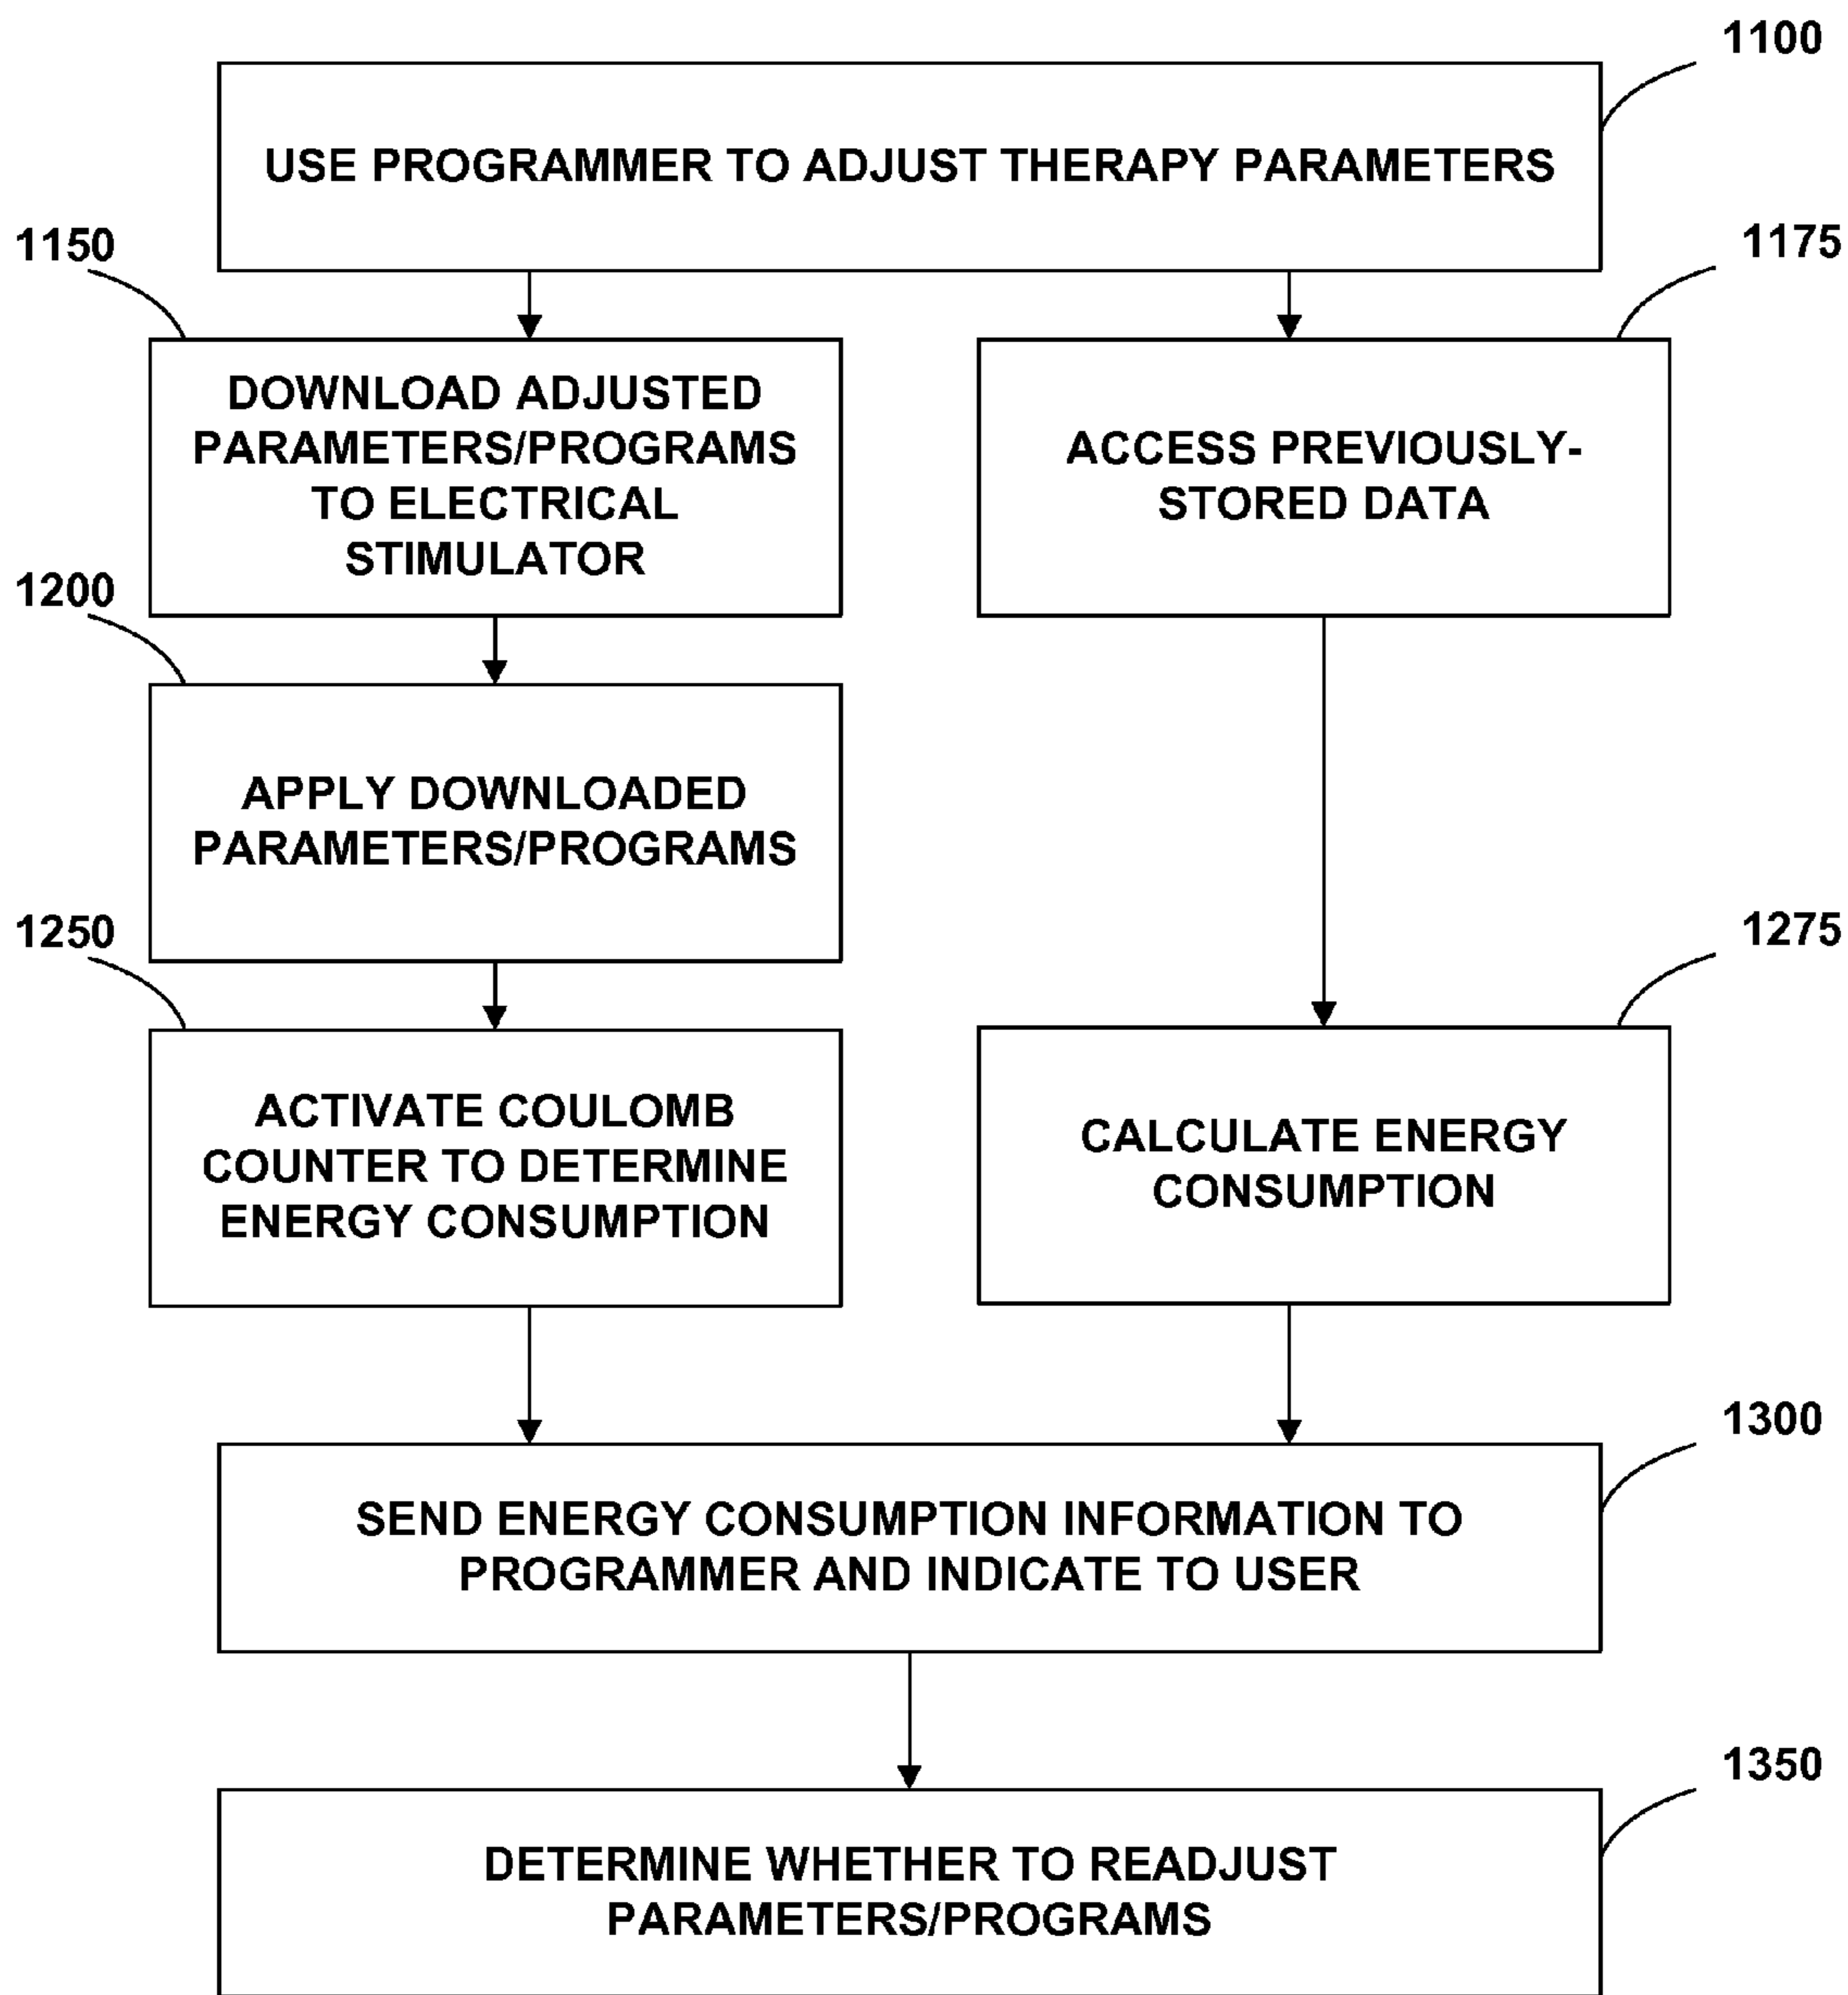 1100
USE PROGRAMMER TO ADJUST THERAPY PARAMETERS
1150
1175
DOWNLOAD ADJUSTED
PARAMETERS/PROGRAMS
TO ELECTRICAL
STIMULATOR
ACCESS PREVIOUSLY-
STORED DATA
1200
APPLY DOWNLOADED
PARAMETERS/PROGRAMS
1250
1275
ACTIVATE COULOMB
COUNTER TO DETERMINE
ENERGY CONSUMPTION
CALCULATE ENERGY
CONSUMPTION
1300
SEND ENERGY CONSUMPTION INFORMATION TO
PROGRAMMER AND INDICATE TO USER
1350
DETERMINE WHETHER TO READJUST
PARAMETERS/PROGRAMS